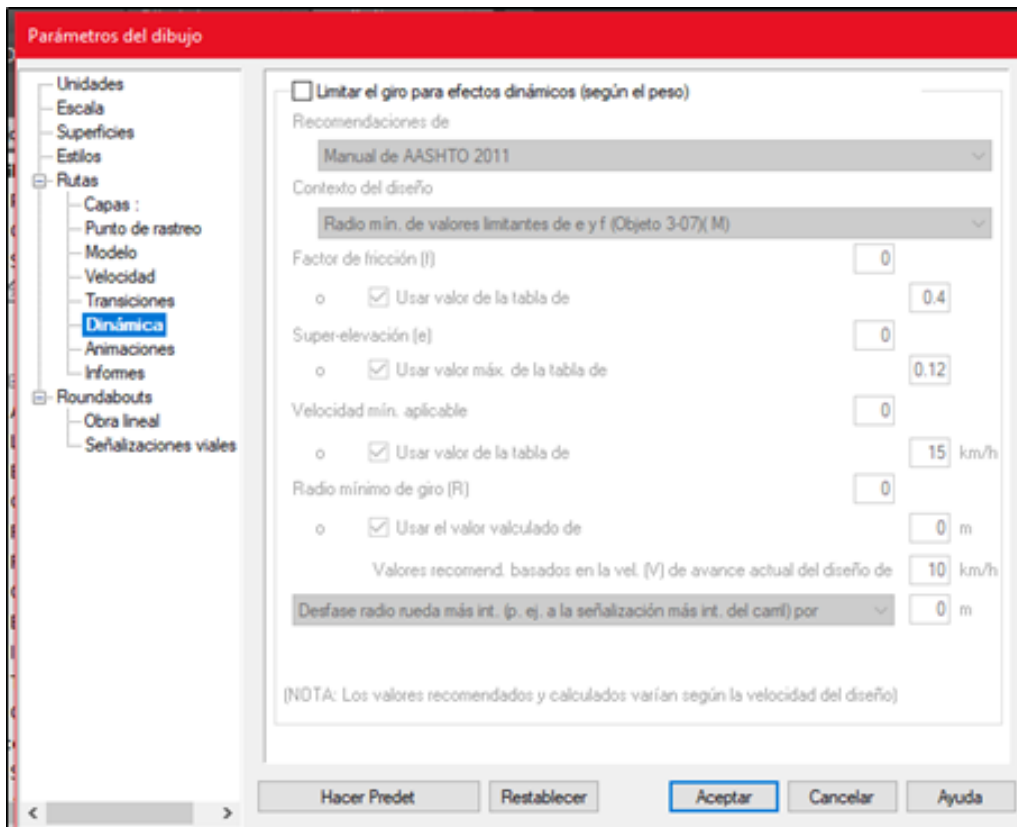 Parámetros del dibujo
Unidades
Escala
Superficies
Estilos
Rutas
Capas :
Punto de rastreo
Modelo
Velocidad
Transiciones
Dinámica
Animaciones
Informes
Roundabouts
Obra lineal
Señalizaciones viales
Limitar el giro para efectos dinámicos (según el peso)
Recomendaciones de
Manual de AASHTO 2011
Contexto del diseño
Radio mín. de valores limitantes de e y f (Objeto 3-07)( M)
Factor de fricción (f) 0
o Usar valor de la tabla de 0.4
Super-elevación (e) 0
o Usar valor máx. de la tabla de 0.12
Velocidad mín. aplicable 0
o Usar valor de la tabla de 15 km/h
Radio mínimo de giro (R) 0
o Usar el valor valculado de 0 m
Valores recomend. basados en la vel. (V) de avance actual del diseño de 10 km/h
Desfase radio rueda más int. (p. ej. a la señalización más int. del carril) por 0 m
(NOTA: Los valores recomendados y calculados varían según la velocidad del diseño)
Hacer Predet Restablecer Aceptar Cancelar Ayuda